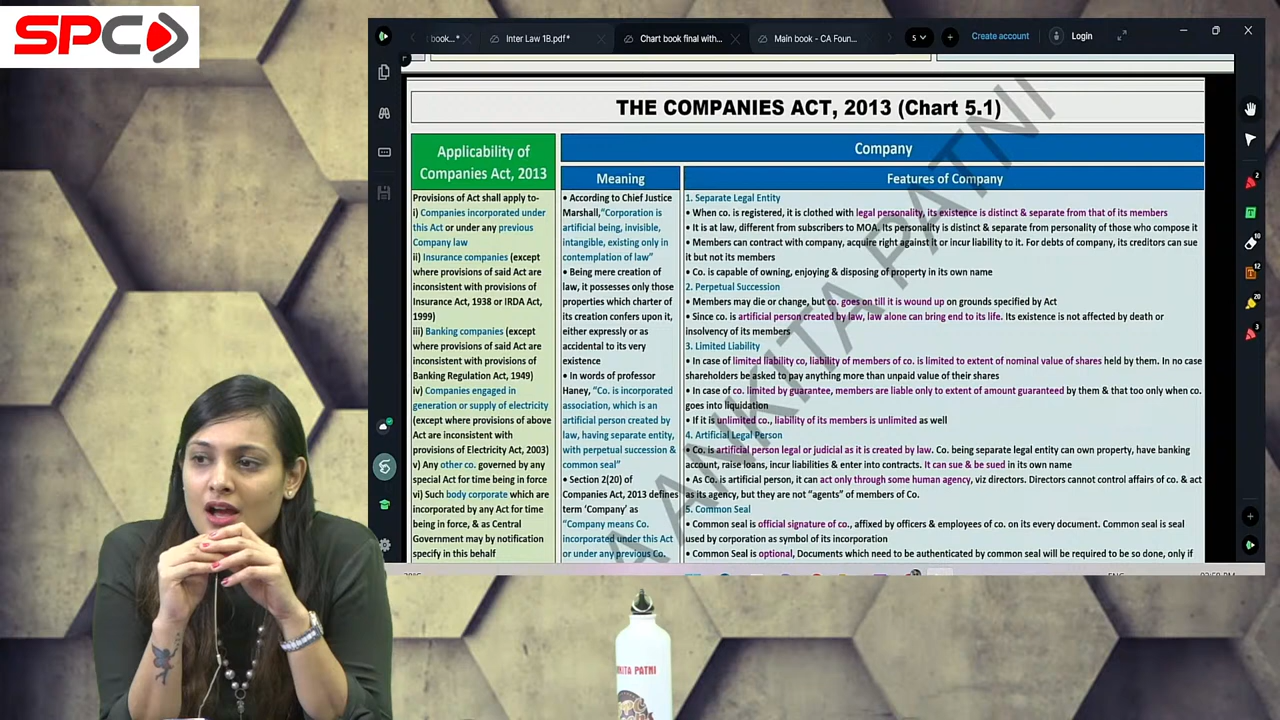 SPC
book...*
Inter Law 1B.pdf*
Chart book final with...
Main book - CA Foun...
5
Create account
Login
THE COMPANIES ACT, 2013 (Chart 5.1)
Applicability of
Companies Act, 2013
Provisions of Act shall apply to-
i) Companies incorporated under
this Act or under any previous
Company law
ii) Insurance companies (except
where provisions of said Act are
inconsistent with provisions of
Insurance Act, 1938 or IRDA Act,
1999)
iii) Banking companies (except
where provisions of said Act are
inconsistent with provisions of
Banking Regulation Act, 1949)
iv) Companies engaged in
generation or supply of electricity
(except where provisions of above
Act are inconsistent with
provisions of Electricity Act, 2003)
v) Any other co. governed by any
special Act for time being in force
vi) Such body corporate which are
incorporated by any Act for time
being in force, & as Central
Government may by notification
specify in this behalf
Company
Meaning
• According to Chief Justice
Marshall,"Corporation is
artificial being, invisible,
intangible, existing only in
contemplation of law"
• Being mere creation of
law, it possesses only those
properties which charter of
its creation confers upon it,
either expressly or as
accidental to its very
existence
• In words of professor
Haney, "Co. is incorporated
association, which is an
artificial person created by
law, having separate entity,
with perpetual succession &
common seal"
• Section 2(20) of
Companies Act, 2013 defines
term 'Company' as
"Company means Co.
incorporated under this Act
or under any previous Co.
Features of Company
1. Separate Legal Entity
• When co. is registered, it is clothed with legal personality, its existence is distinct & separate from that of its members
• It is at law, different from subscribers to MOA. Its personality is distinct & separate from personality of those who compose it
• Members can contract with company, acquire right against it or incur liability to it. For debts of company, its creditors can sue
it but not its members
• Co. is capable of owning, enjoying & disposing of property in its own name
2. Perpetual Succession
• Members may die or change, but co. goes on till it is wound up on grounds specified by Act
• Since co. is artificial person created by law, law alone can bring end to its life. Its existence is not affected by death or
insolvency of its members
3. Limited Liability
• In case of limited liability co, liability of members of co. is limited to extent of nominal value of shares held by them. In no case
shareholders be asked to pay anything more than unpaid value of their shares
• In case of co. limited by guarantee, members are liable only to extent of amount guaranteed by them & that too only when co.
goes into liquidation
• If it is unlimited co., liability of its members is unlimited as well
4. Artificial Legal Person
• Co. is artificial person legal or judicial as it is created by law. Co. being separate legal entity can own property, have banking
account, raise loans, incur liabilities & enter into contracts. It can sue & be sued in its own name
• As Co. is artificial person, it can act only through some human agency, viz directors. Directors cannot control affairs of co. & act
as its agency, but they are not "agents" of members of Co.
5. Common Seal
• Common seal is official signature of co., affixed by officers & employees of co. on its every document. Common seal is seal
used by corporation as symbol of its incorporation
• Common Seal is optional, Documents which need to be authenticated by common seal will be required to be so done, only if
A ANKITA PATNI
KITA PATNI